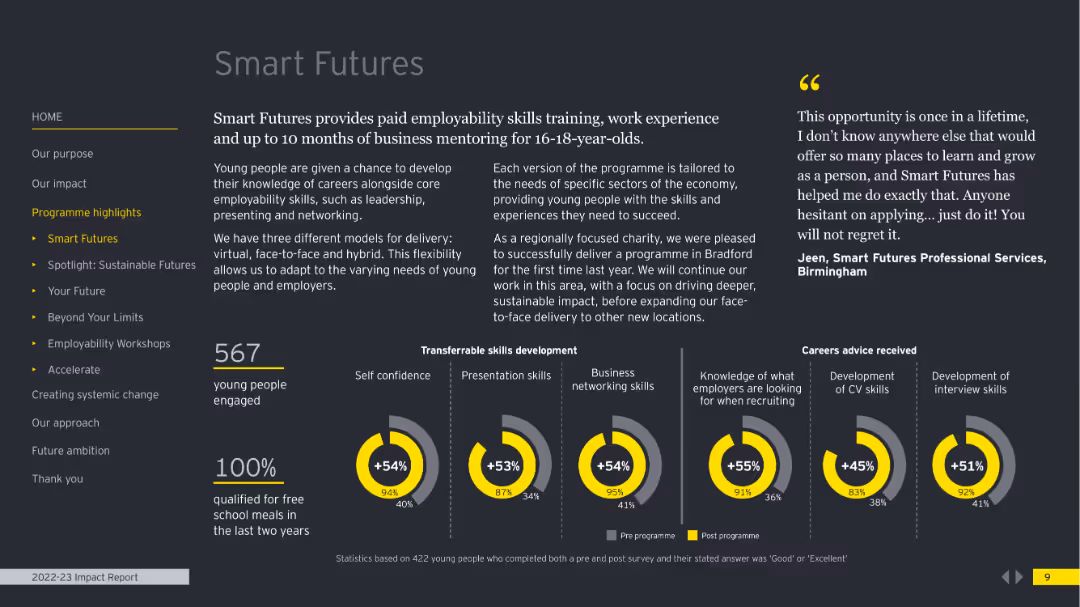 Smart Futures
HOME
Our purpose
Our impact
Programme highlights
Smart Futures
Spotlight: Sustainable Futures
Your Future
Beyond Your Limits
Employability Workshops
Accelerate
Creating systemic change
Our approach
Future ambition
Thank you
Smart Futures provides paid employability skills training, work experience
and up to 10 months of business mentoring for 16-18-year-olds.
Young people are given a chance to develop
their knowledge of careers alongside core
employability skills, such as leadership,
presenting and networking.
We have three different models for delivery:
virtual, face-to-face and hybrid. This flexibility
allows us to adapt to the varying needs of young
people and employers.
Each version of the programme is tailored to
the needs of specific sectors of the economy,
providing young people with the skills and
experiences they need to succeed.
As a regionally focused charity, we were pleased
to successfully deliver a programme in Bradford
for the first time last year. We will continue our
work in this area, with a focus on driving deeper,
sustainable impact, before expanding our face-
to-face delivery to other new locations.
“
This opportunity is once in a lifetime,
I don't know anywhere else that would
offer so many places to learn and grow
as a person, and Smart Futures has
helped me do exactly that. Anyone
hesitant on applying... just do it! You
will not regret it.
Jeen, Smart Futures Professional Services,
Birmingham
567
young people
engaged
100%
qualified for free
school meals in
the last two years
Transferrable skills development
Self confidence
+54%
94%
40%
Presentation skills
+53%
87%
34%
Business
networking skills
+54%
95%
41%
Careers advice received
Knowledge of what
employers are looking
for when recruiting
+55%
91%
36%
Development
of CV skills
+45%
83%
38%
Development of
interview skills
+51%
92%
41%
Pre programme
Post programme
Statistics based on 422 young people who completed both a pre and post survey and their stated answer was 'Good' or 'Excellent'
2022-23 Impact Report
9